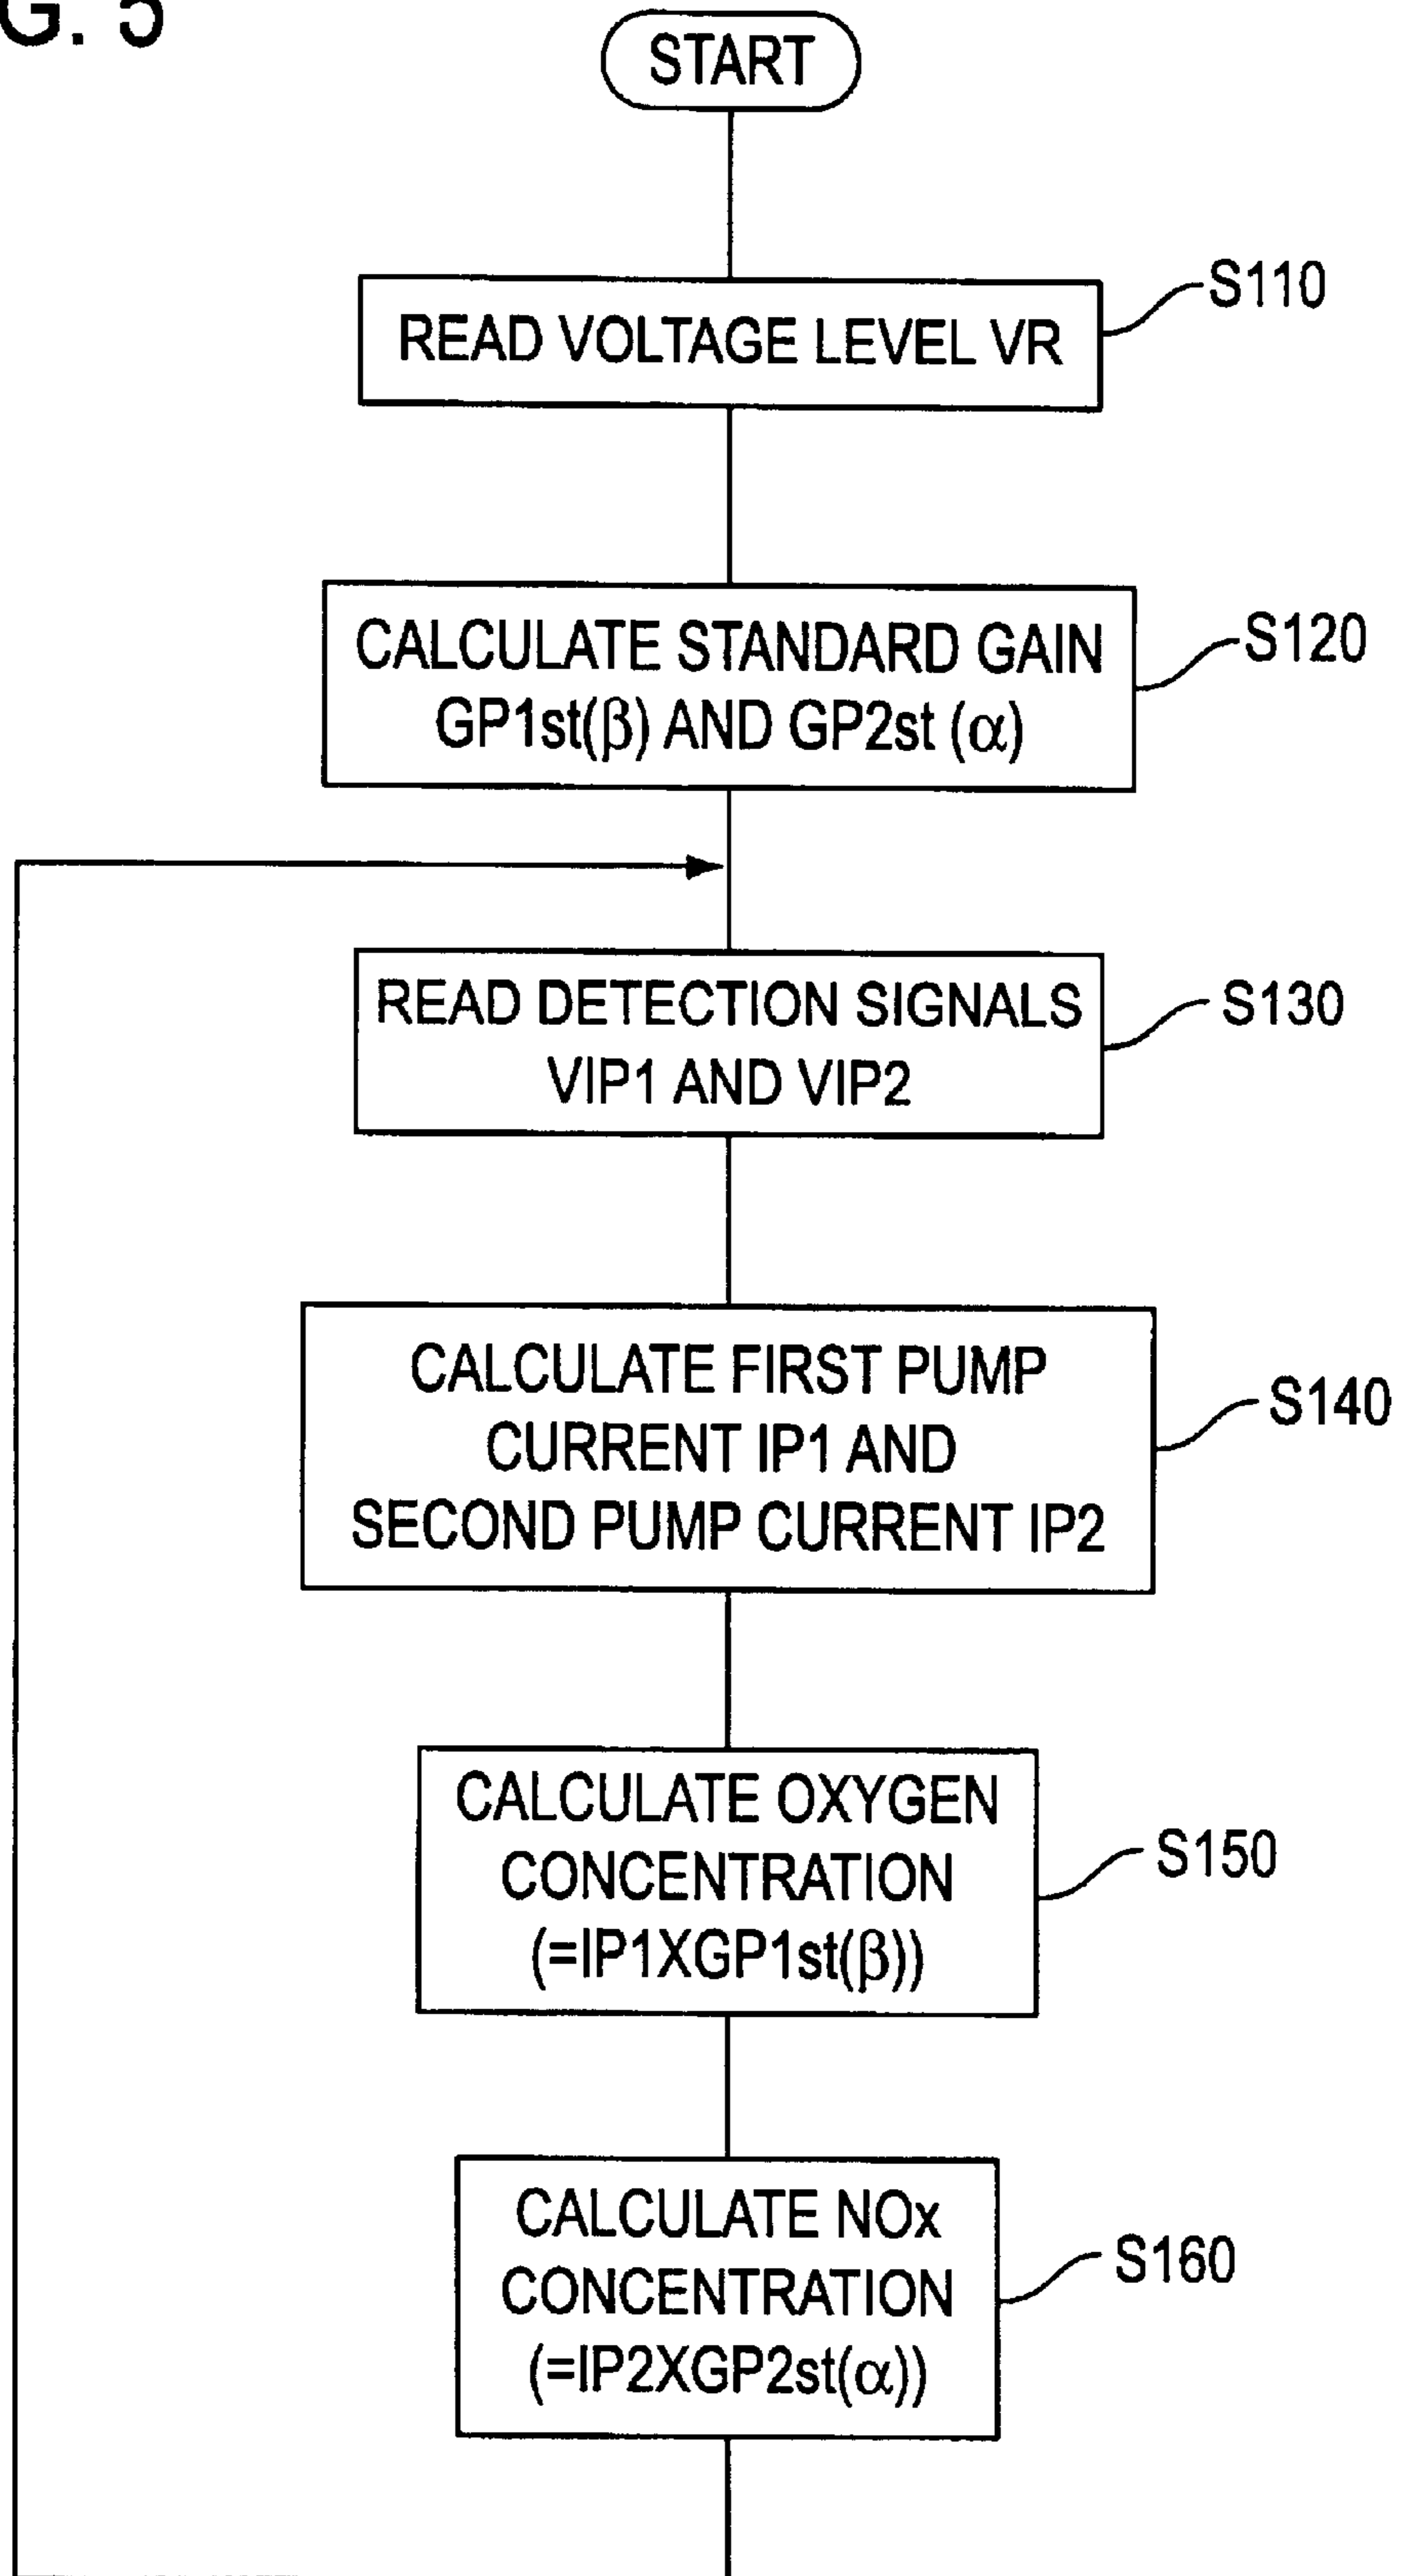 G. 5
START
READ VOLTAGE LEVEL VR
S110
CALCULATE STANDARD GAIN
GP1st(β) AND GP2st (α)
S120
READ DETECTION SIGNALS
VIP1 AND VIP2
S130
CALCULATE FIRST PUMP
CURRENT IP1 AND
SECOND PUMP CURRENT IP2
S140
CALCULATE OXYGEN
CONCENTRATION
(=IP1XGP1st(β))
S150
CALCULATE NOx
CONCENTRATION
(=IP2XGP2st(α))
S160